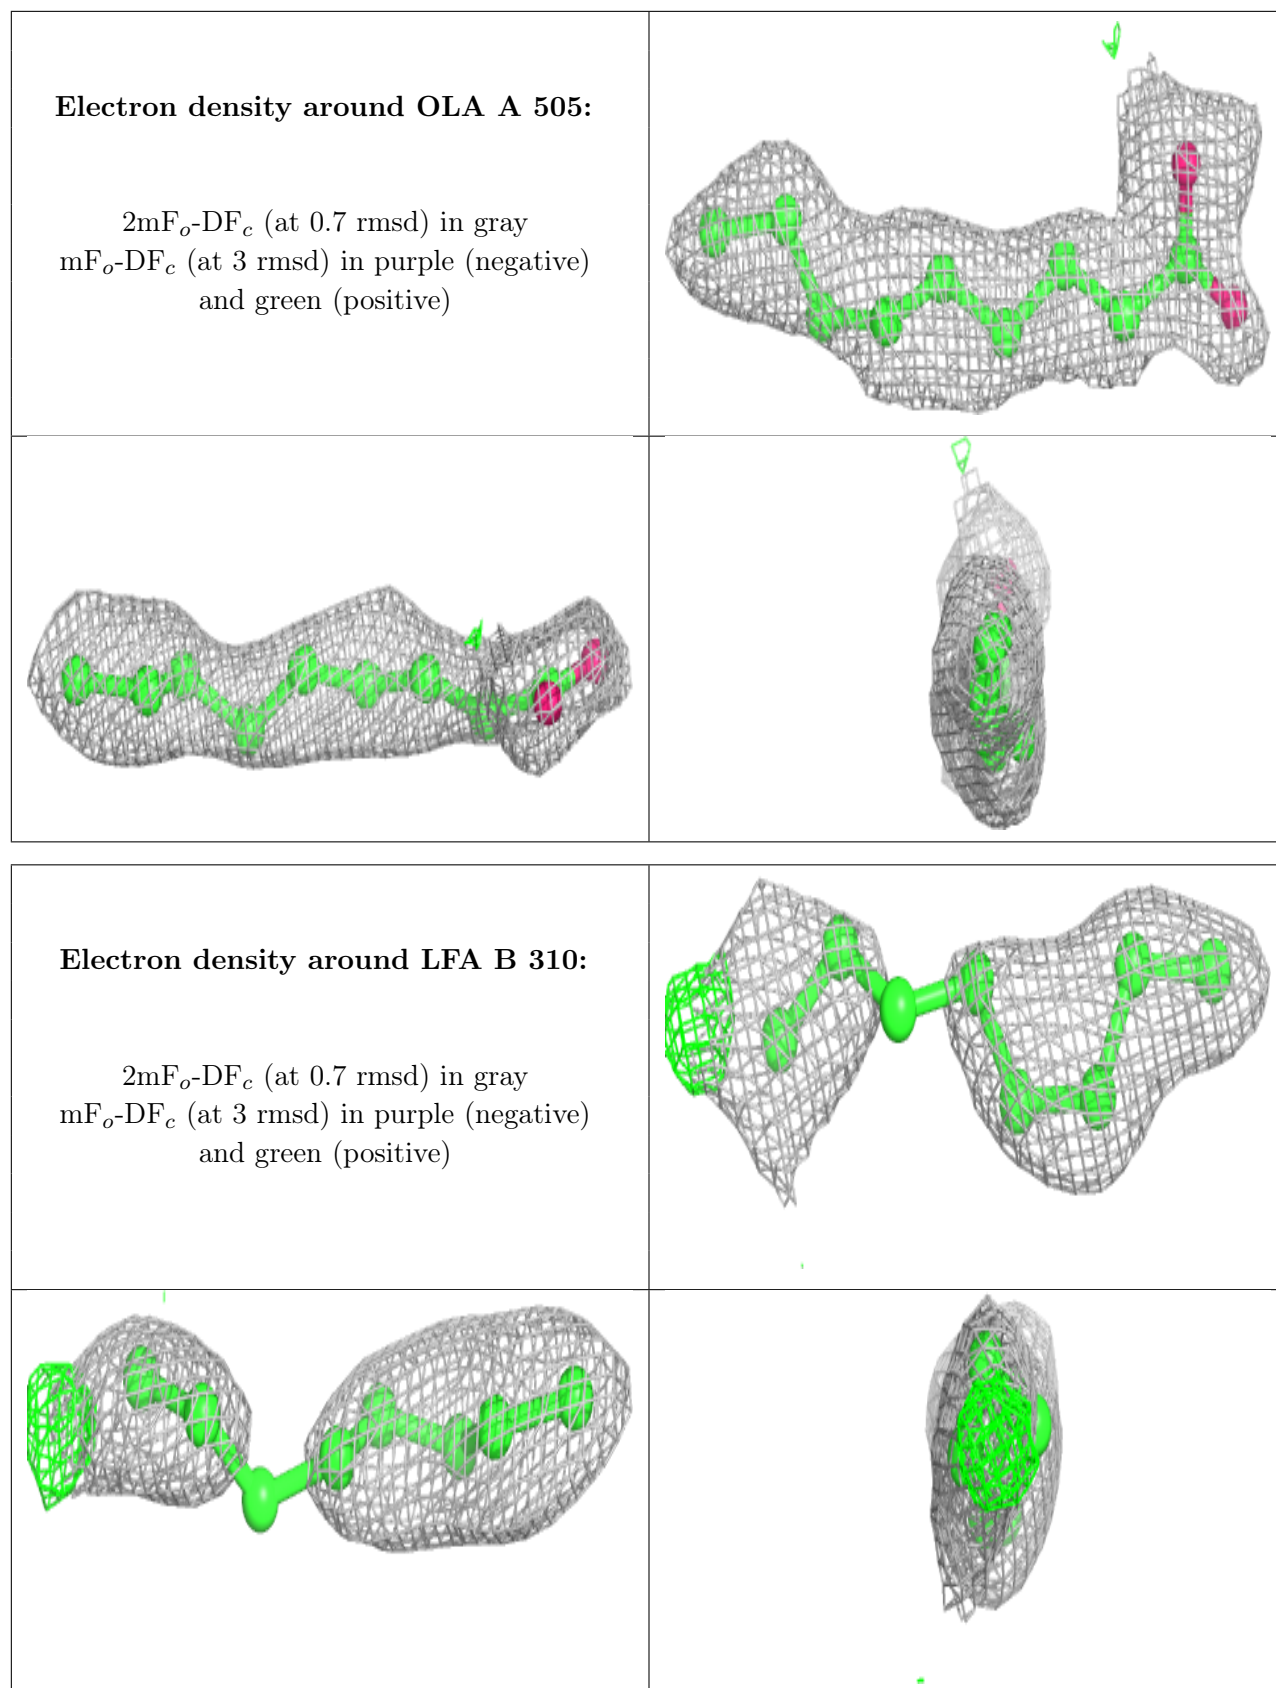 Electron density around OLA A 505:
2mFo-DFc (at 0.7 rmsd) in gray
mFo-DFc (at 3 rmsd) in purple (negative)
and green (positive)
Electron density around LFA B 310:
2mFo-DFc (at 0.7 rmsd) in gray
mFo-DFc (at 3 rmsd) in purple (negative)
and green (positive)